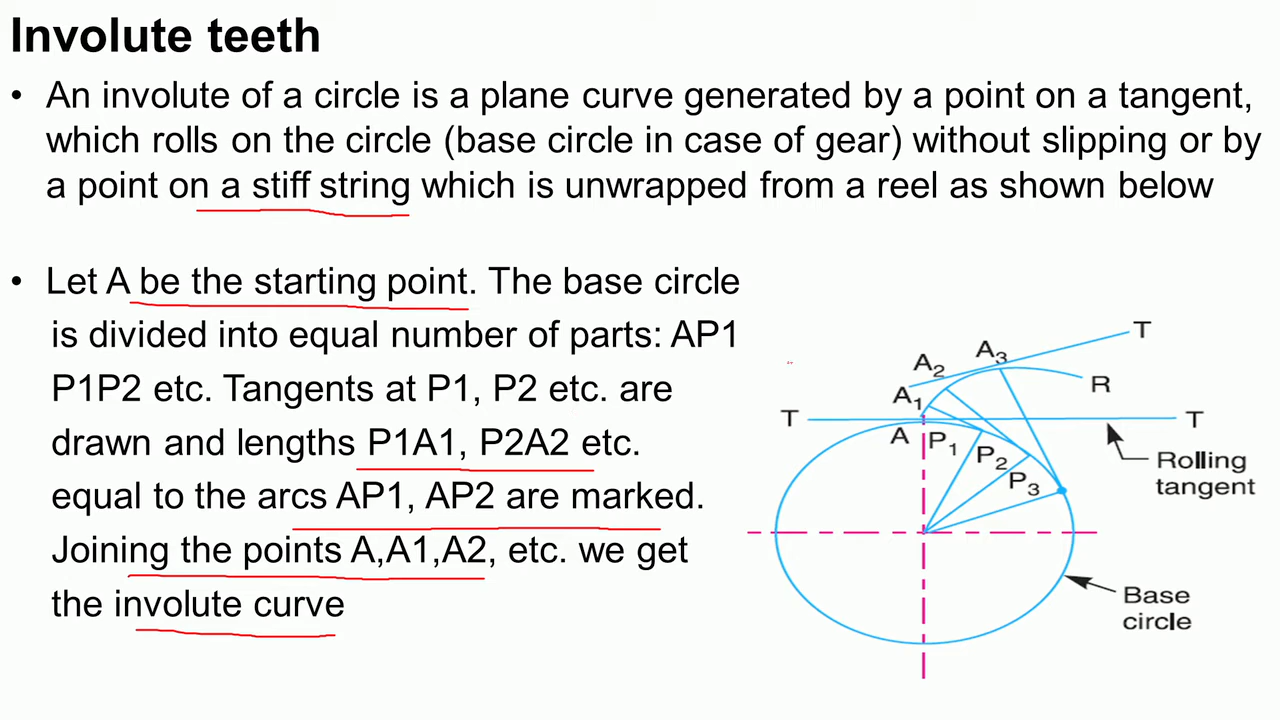 Involute teeth
• An involute of a circle is a plane curve generated by a point on a tangent,
which rolls on the circle (base circle in case of gear) without slipping or by
a point on a stiff string which is unwrapped from a reel as shown below
• Let A be the starting point. The base circle
is divided into equal number of parts: AP1
P1P2 etc. Tangents at P1, P2 etc. are
drawn and lengths P1A1, P2A2 etc.
equal to the arcs AP1, AP2 are marked.
Joining the points A,A1,A2, etc. we get
the involute curve
T
A3
A2
A1
R
T
T
A
P1
P2
P3
Rolling
tangent
Base
circle